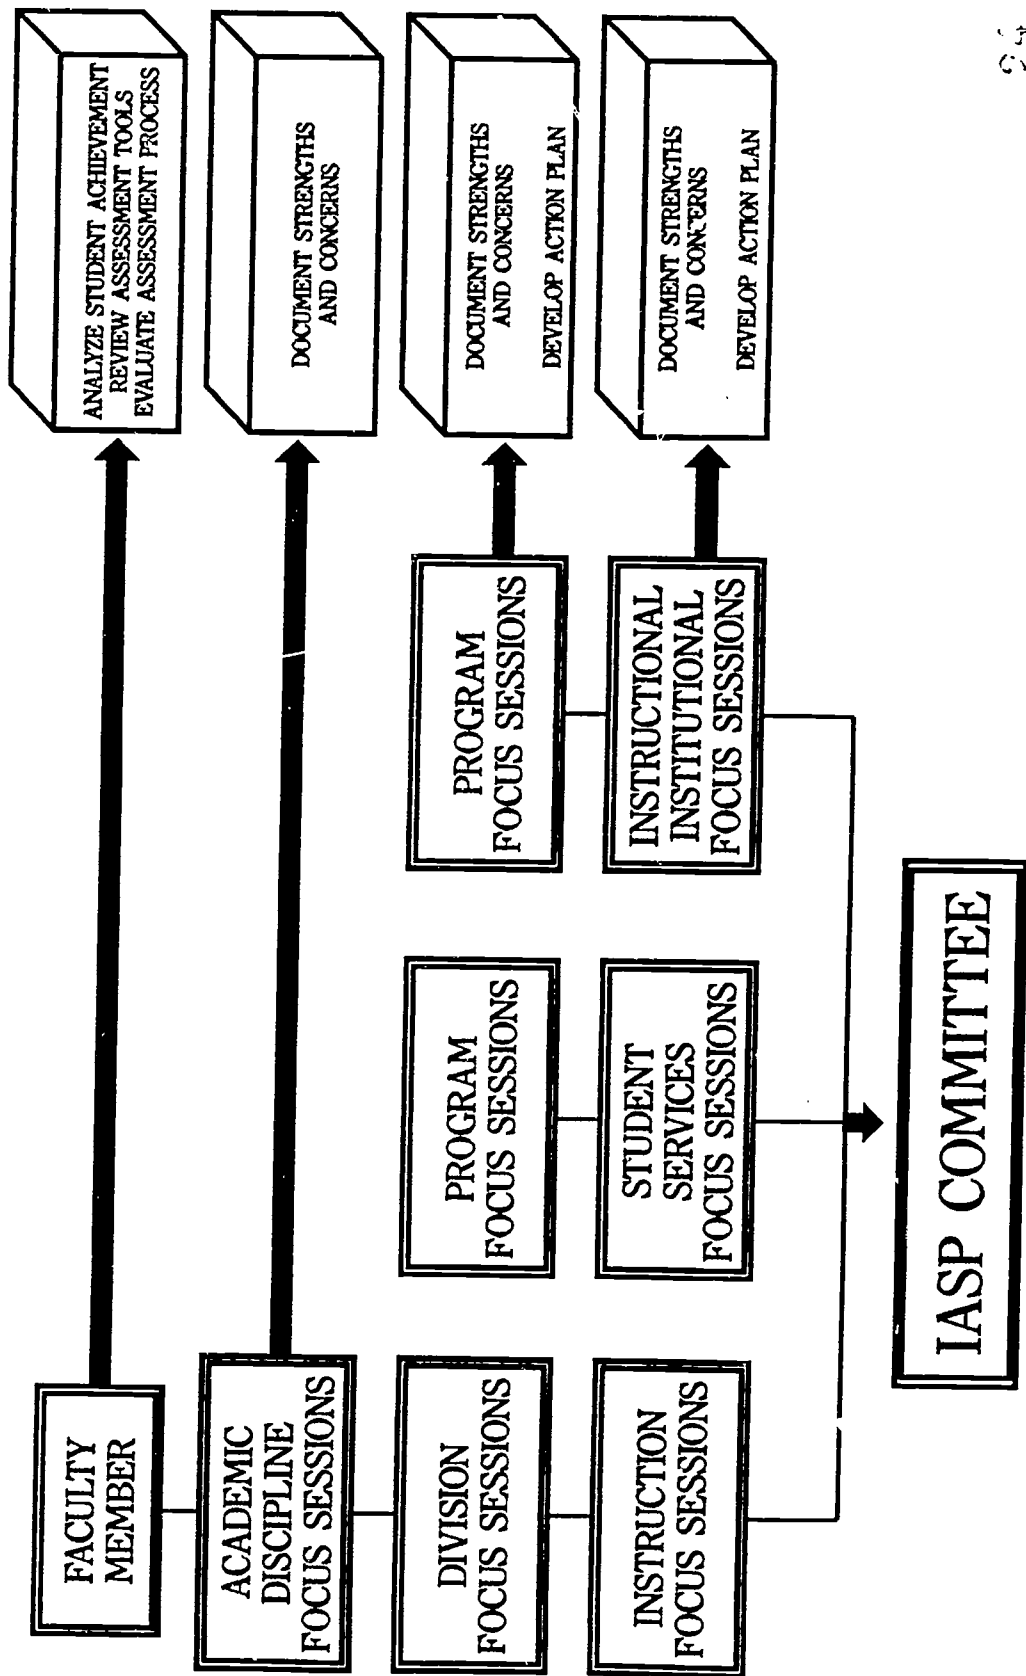 FACULTY
MEMBER
ANALYZE STUDENT ACHIEVEMENT
REVIEW ASSESSMENT TOOLS
EVALUATE ASSESSMENT PROCESS
ACADEMIC
DISCIPLINE
FOCUS SESSIONS
DOCUMENT STRENGTHS
AND CONCERNS
DIVISION
FOCUS SESSIONS
PROGRAM
FOCUS SESSIONS
PROGRAM
FOCUS SESSIONS
DOCUMENT STRENGTHS
AND CONCERNS
DEVELOP ACTION PLAN
INSTRUCTION
FOCUS SESSIONS
STUDENT
SERVICES
FOCUS SESSIONS
INSTRUCTIONAL
INSTITUTIONAL
FOCUS SESSIONS
DOCUMENT STRENGTHS
AND CONCERNS
DEVELOP ACTION PLAN
IASP COMMITTEE